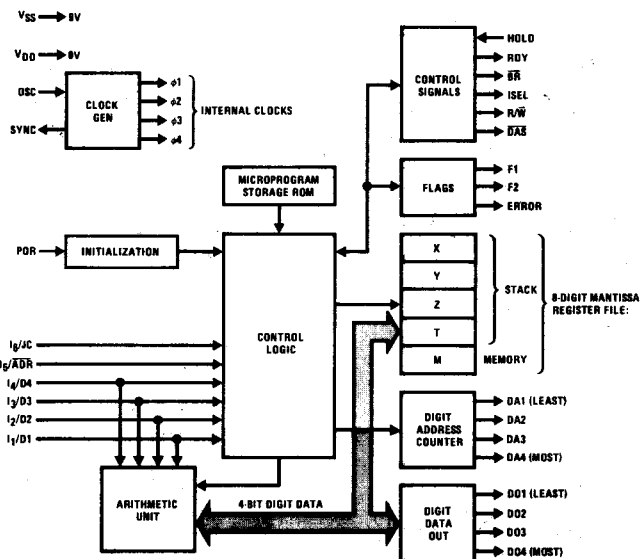 VSS → 0V
VDD → 0V
OSC
SYNC
CLOCK
GEN
φ1
φ2
φ3
φ4
INTERNAL CLOCKS
CONTROL
SIGNALS
HOLD
RDY
BR
ISEL
R/W
DAS
MICROPROGRAM
STORAGE ROM
FLAGS
F1
F2
ERROR
POR
INITIALIZATION
CONTROL
LOGIC
X
Y
Z
T
M
STACK
MEMORY
8-DIGIT MANTISSA
REGISTER FILE:
I6/JC
I5/ADR
I4/D4
I3/D3
I2/D2
I1/D1
DIGIT
ADDRESS
COUNTER
DA1 (LEAST)
DA2
DA3
DA4 (MOST)
ARITHMETIC
UNIT
4-BIT DIGIT DATA
DIGIT
DATA
OUT
DO1 (LEAST)
DO2
DO3
DO4 (MOST)